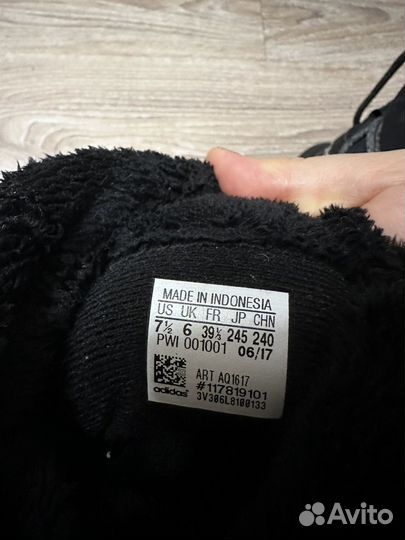 MADE IN INDONESIA
US UK FR JP CHN
7½ 6 39⅓ 245 240
PWI 001001 06/17
ART AQ1617
#117819101
3V306L8100133
adidas
Avito